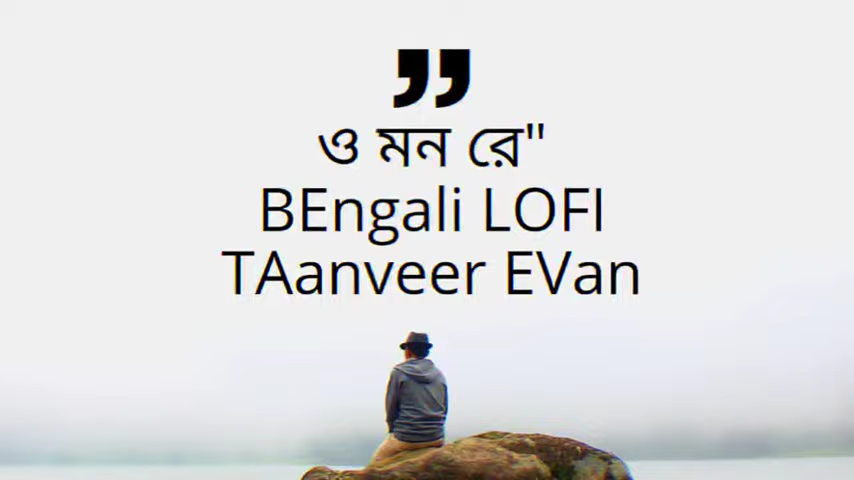 ”
ও মন রে"
BEngali LOFI
TAanveer EVan